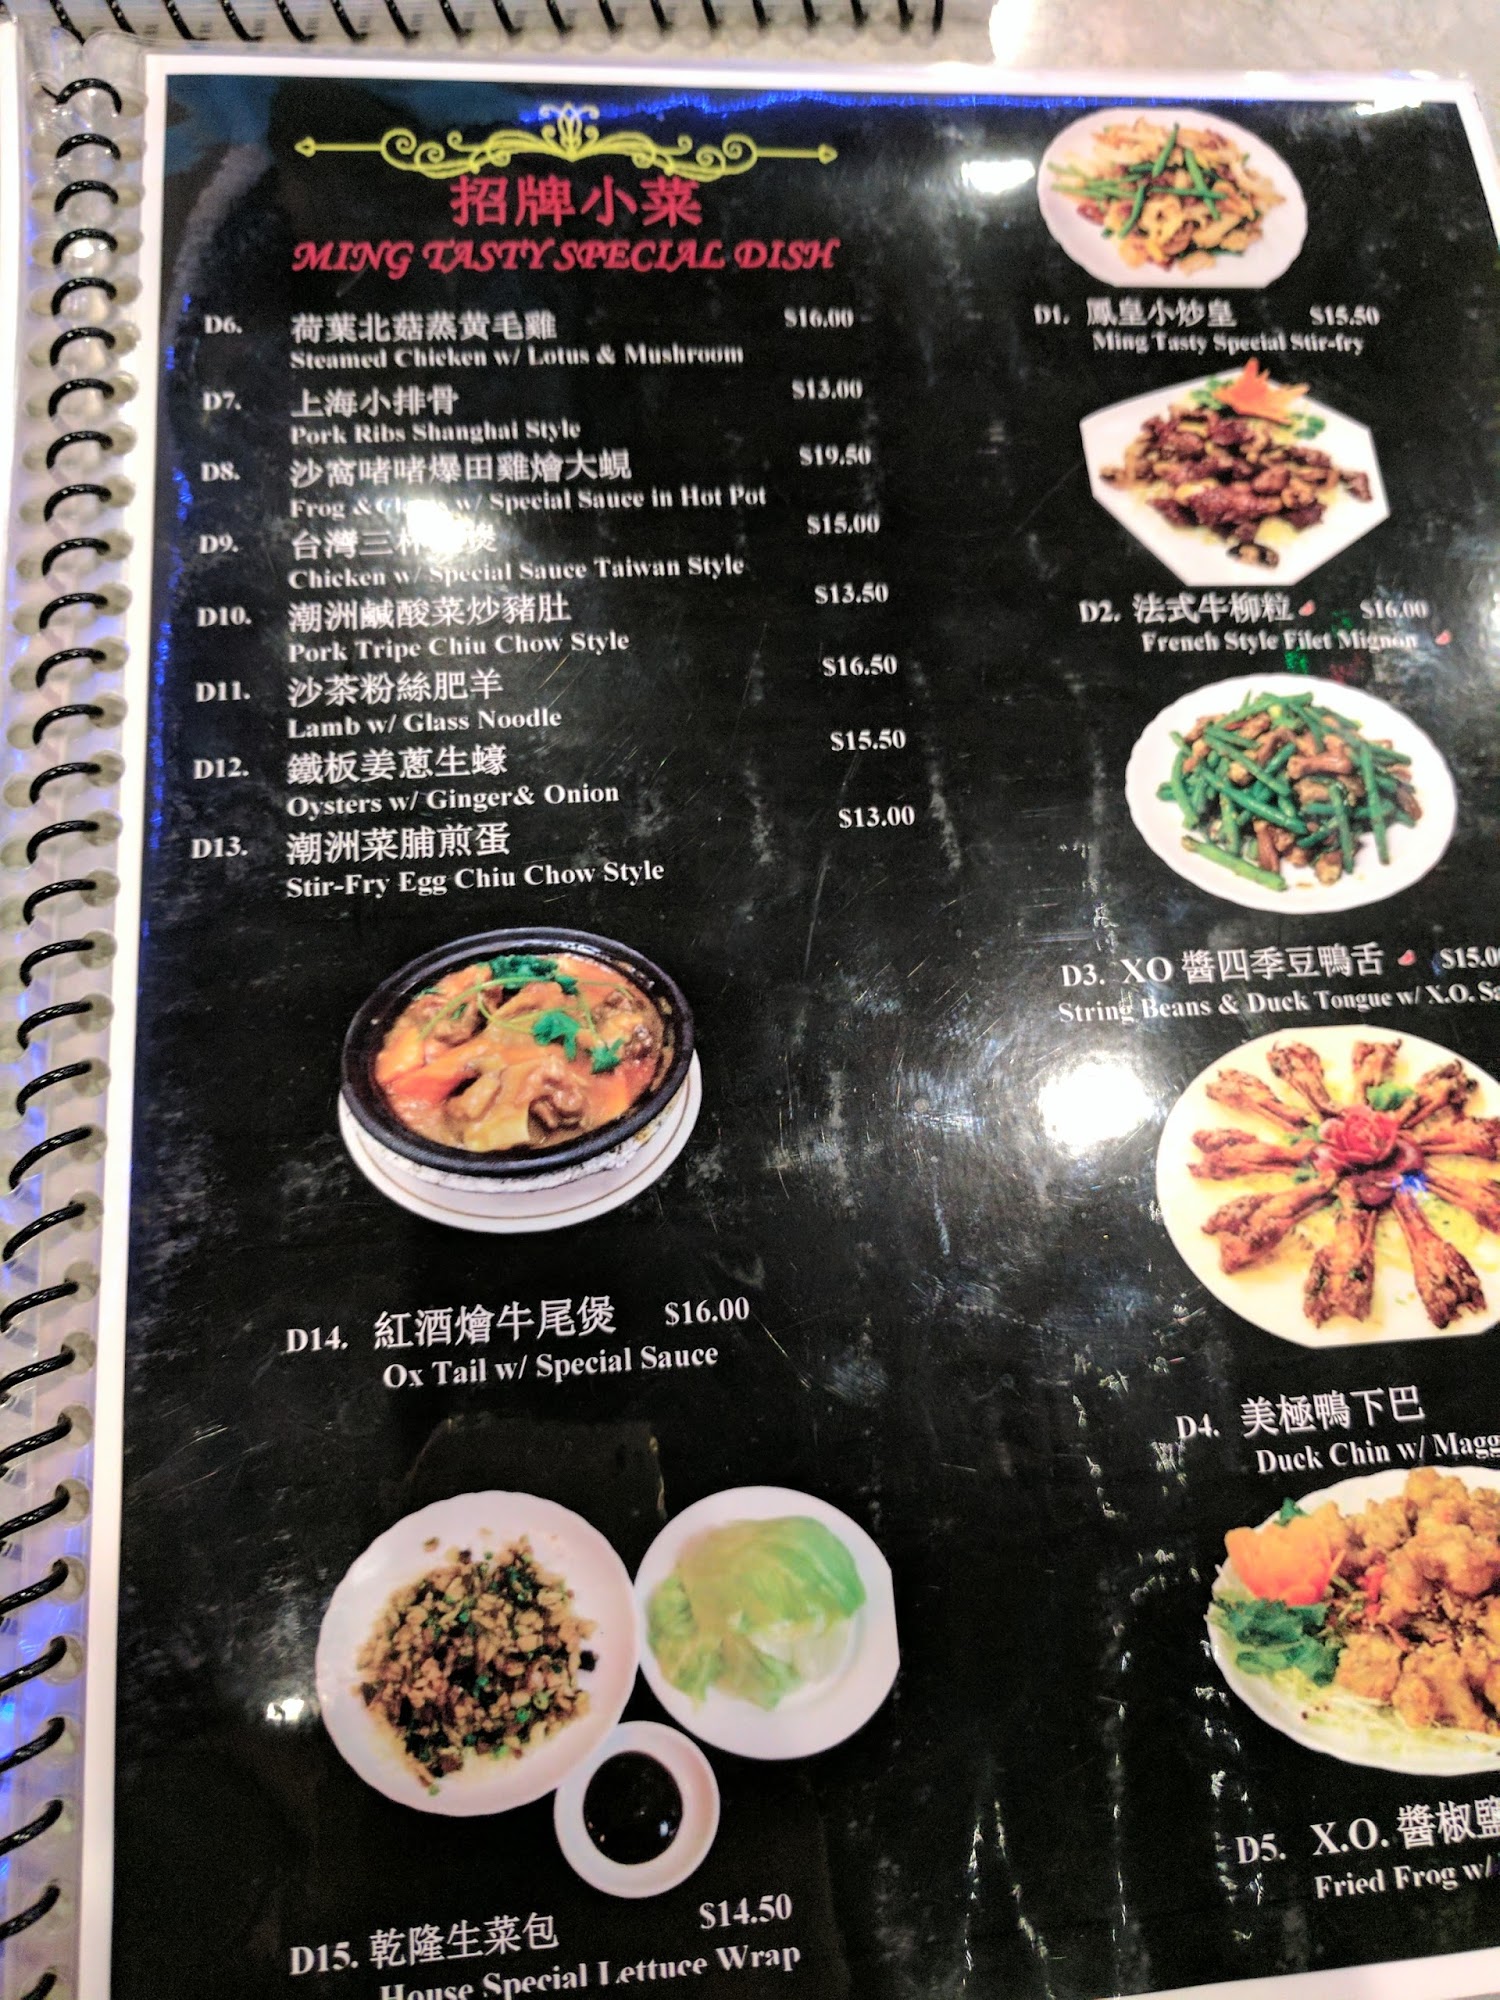 招牌小菜
MING TASTY SPECIAL DISH
D6. 荷葉北菇蒸黄毛雞 $16.00
Steamed Chicken w/ Lotus & Mushroom
D7. 上海小排骨 $13.00
Pork Ribs Shanghai Style
D8. 沙窩啫啫爆田雞燴大蜆 $19.50
Frog & w/ Special Sauce in Hot Pot
D9. 台灣三杯 煲 $15.00
Chicken w/ Special Sauce Taiwan Style
D10. 潮洲鹹酸菜炒豬肚 $13.50
Pork Tripe Chiu Chow Style
D11. 沙茶粉絲肥羊 $16.50
Lamb w/ Glass Noodle
D12. 鐵板姜蔥生蠔 $15.50
Oysters w/ Ginger& Onion
D13. 潮洲菜脯煎蛋 $13.00
Stir-Fry Egg Chiu Chow Style
D14. 紅酒燴牛尾煲 $16.00
Ox Tail w/ Special Sauce
D15. 乾隆生菜包 $14.50
House Special Lettuce Wrap
D1. 鳳皇小炒皇 $15.50
Ming Tasty Special Stir-fry
D2. 法式牛柳粒 $16.00
French Style Filet Mignon
D3. XO 醬四季豆鴨舌 $15.00
String Beans & Duck Tongue w/ X.O.
D4. 美極鴨下巴
Duck Chin w/
D5. X.O. 醬椒鹽
Fried Frog w/